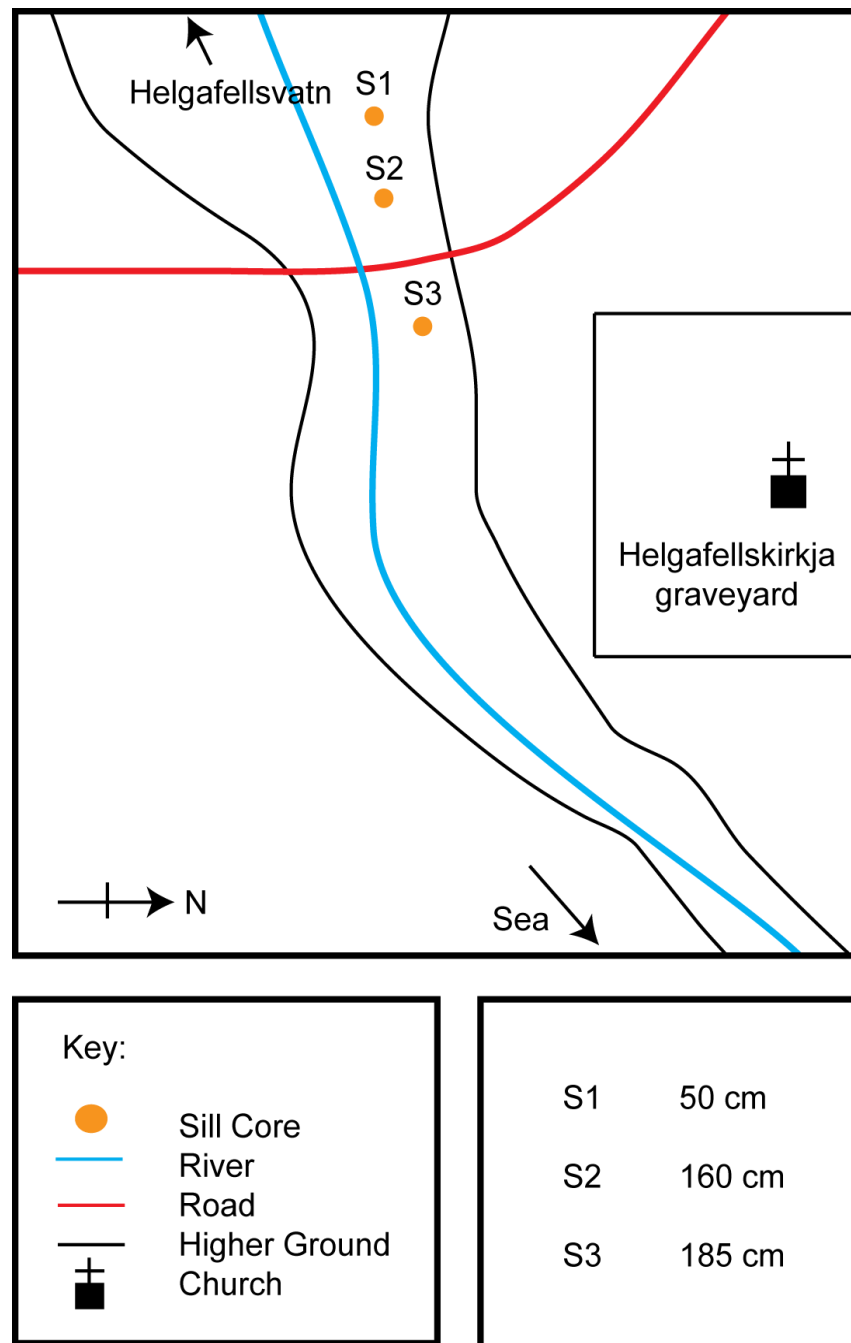 S1
Helgafellsvatn
S2
S3
Helgafellskirkja
graveyard
N
Sea
Key:
Sill Core
River
Road
Higher Ground
Church
S1 50 cm
S2 160 cm
S3 185 cm